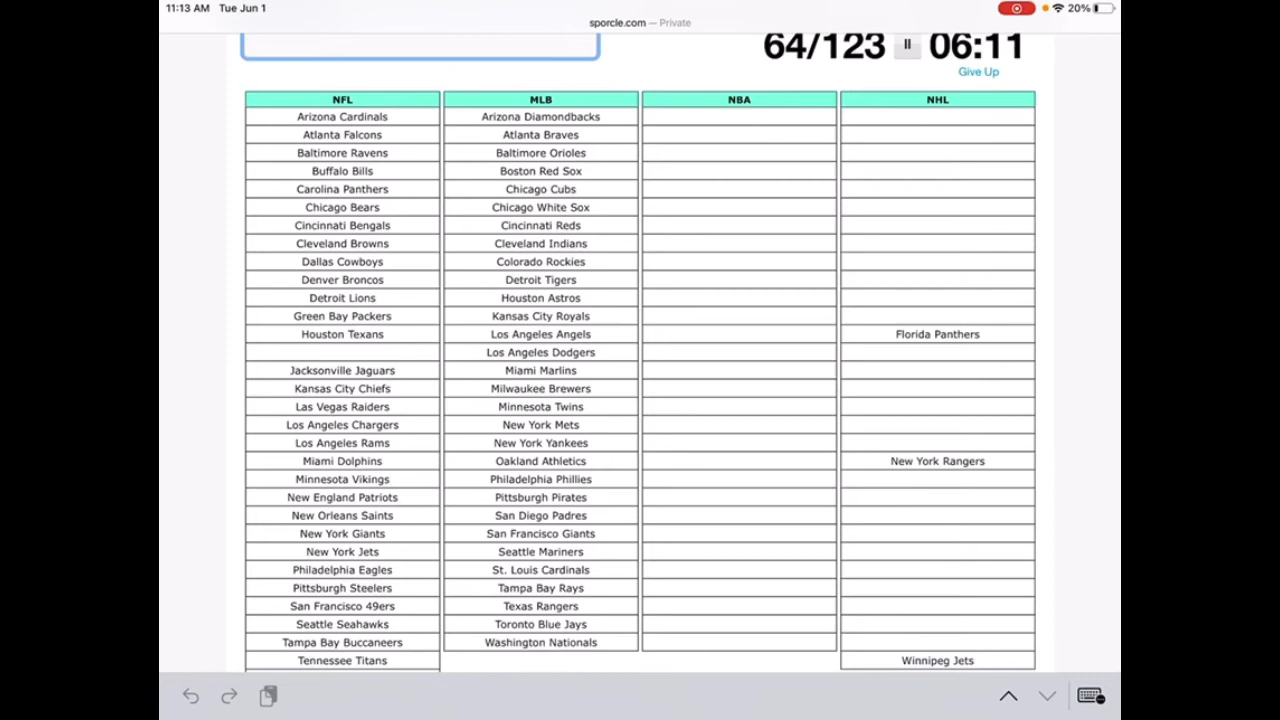 11:13 AM Tue Jun 1
20%
sporcle.com — Private
64/123 06:11
Give Up
NFL MLB NBA NHL
Arizona Cardinals Arizona Diamondbacks
Atlanta Falcons Atlanta Braves
Baltimore Ravens Baltimore Orioles
Buffalo Bills Boston Red Sox
Carolina Panthers Chicago Cubs
Chicago Bears Chicago White Sox
Cincinnati Bengals Cincinnati Reds
Cleveland Browns Cleveland Indians
Dallas Cowboys Colorado Rockies
Denver Broncos Detroit Tigers
Detroit Lions Houston Astros
Green Bay Packers Kansas City Royals
Houston Texans Los Angeles Angels Florida Panthers
Los Angeles Dodgers
Jacksonville Jaguars Miami Marlins
Kansas City Chiefs Milwaukee Brewers
Las Vegas Raiders Minnesota Twins
Los Angeles Chargers New York Mets
Los Angeles Rams New York Yankees
Miami Dolphins Oakland Athletics New York Rangers
Minnesota Vikings Philadelphia Phillies
New England Patriots Pittsburgh Pirates
New Orleans Saints San Diego Padres
New York Giants San Francisco Giants
New York Jets Seattle Mariners
Philadelphia Eagles St. Louis Cardinals
Pittsburgh Steelers Tampa Bay Rays
San Francisco 49ers Texas Rangers
Seattle Seahawks Toronto Blue Jays
Tampa Bay Buccaneers Washington Nationals
Tennessee Titans Winnipeg Jets